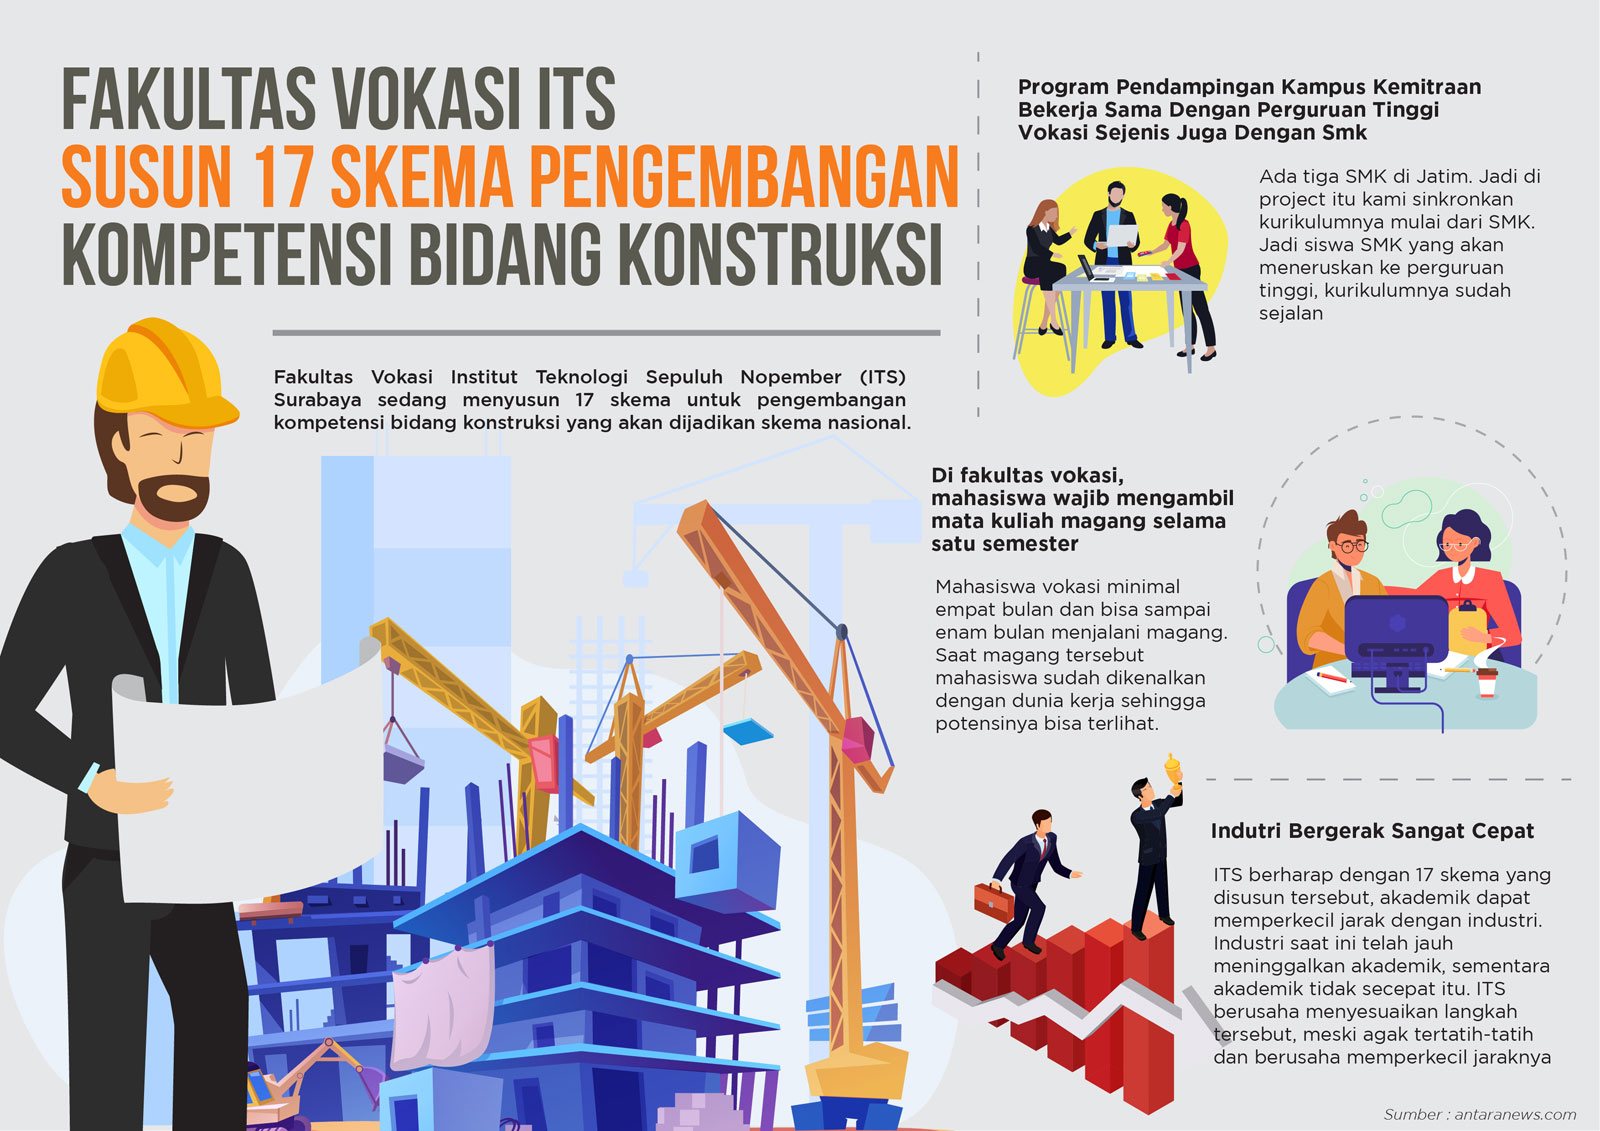 FAKULTAS VOKASI ITS
SUSUN 17 SKEMA PENGEMBANGAN
KOMPETENSI BIDANG KONSTRUKSI
Fakultas Vokasi Institut Teknologi Sepuluh Nopember (ITS)
Surabaya sedang menyusun 17 skema untuk pengembangan
kompetensi bidang konstruksi yang akan dijadikan skema nasional.
Program Pendampingan Kampus Kemitraan
Bekerja Sama Dengan Perguruan Tinggi
Vokasi Sejenis Juga Dengan Smk
Ada tiga SMK di Jatim. Jadi di
project itu kami sinkronkan
kurikulumnya mulai dari SMK.
Jadi siswa SMK yang akan
meneruskan ke perguruan
tinggi, kurikulumnya sudah
sejalan
Di fakultas vokasi,
mahasiswa wajib mengambil
mata kuliah magang selama
satu semester
Mahasiswa vokasi minimal
empat bulan dan bisa sampai
enam bulan menjalani magang.
Saat magang tersebut
mahasiswa sudah dikenalkan
dengan dunia kerja sehingga
potensinya bisa terlihat.
Indutri Bergerak Sangat Cepat
ITS berharap dengan 17 skema yang
disusun tersebut, akademik dapat
memperkecil jarak dengan industri.
Industri saat ini telah jauh
meninggalkan akademik, sementara
akademik tidak secepat itu. ITS
berusaha menyesuaikan langkah
tersebut, meski agak tertatih-tatih
dan berusaha memperkecil jaraknya
Sumber : antaranews.com